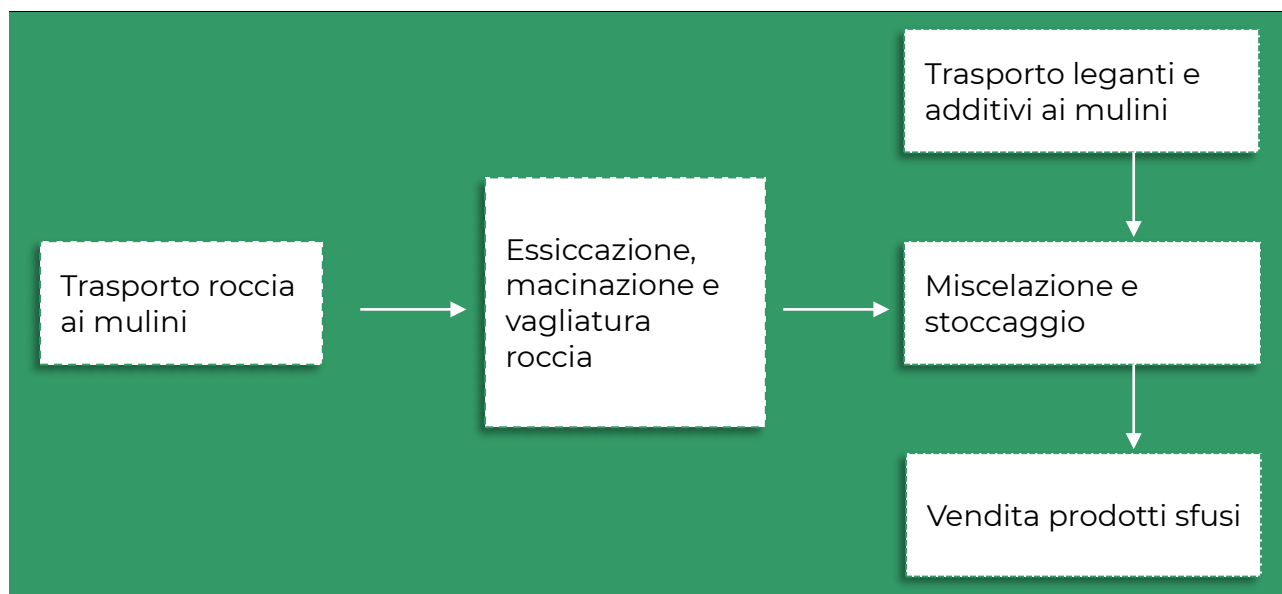 Trasporto leganti e
additivi ai mulini
Trasporto roccia
ai mulini
Essiccazione,
macinazione e
vagliatura
roccia
Miscelazione e
stoccaggio
Vendita prodotti sfusi